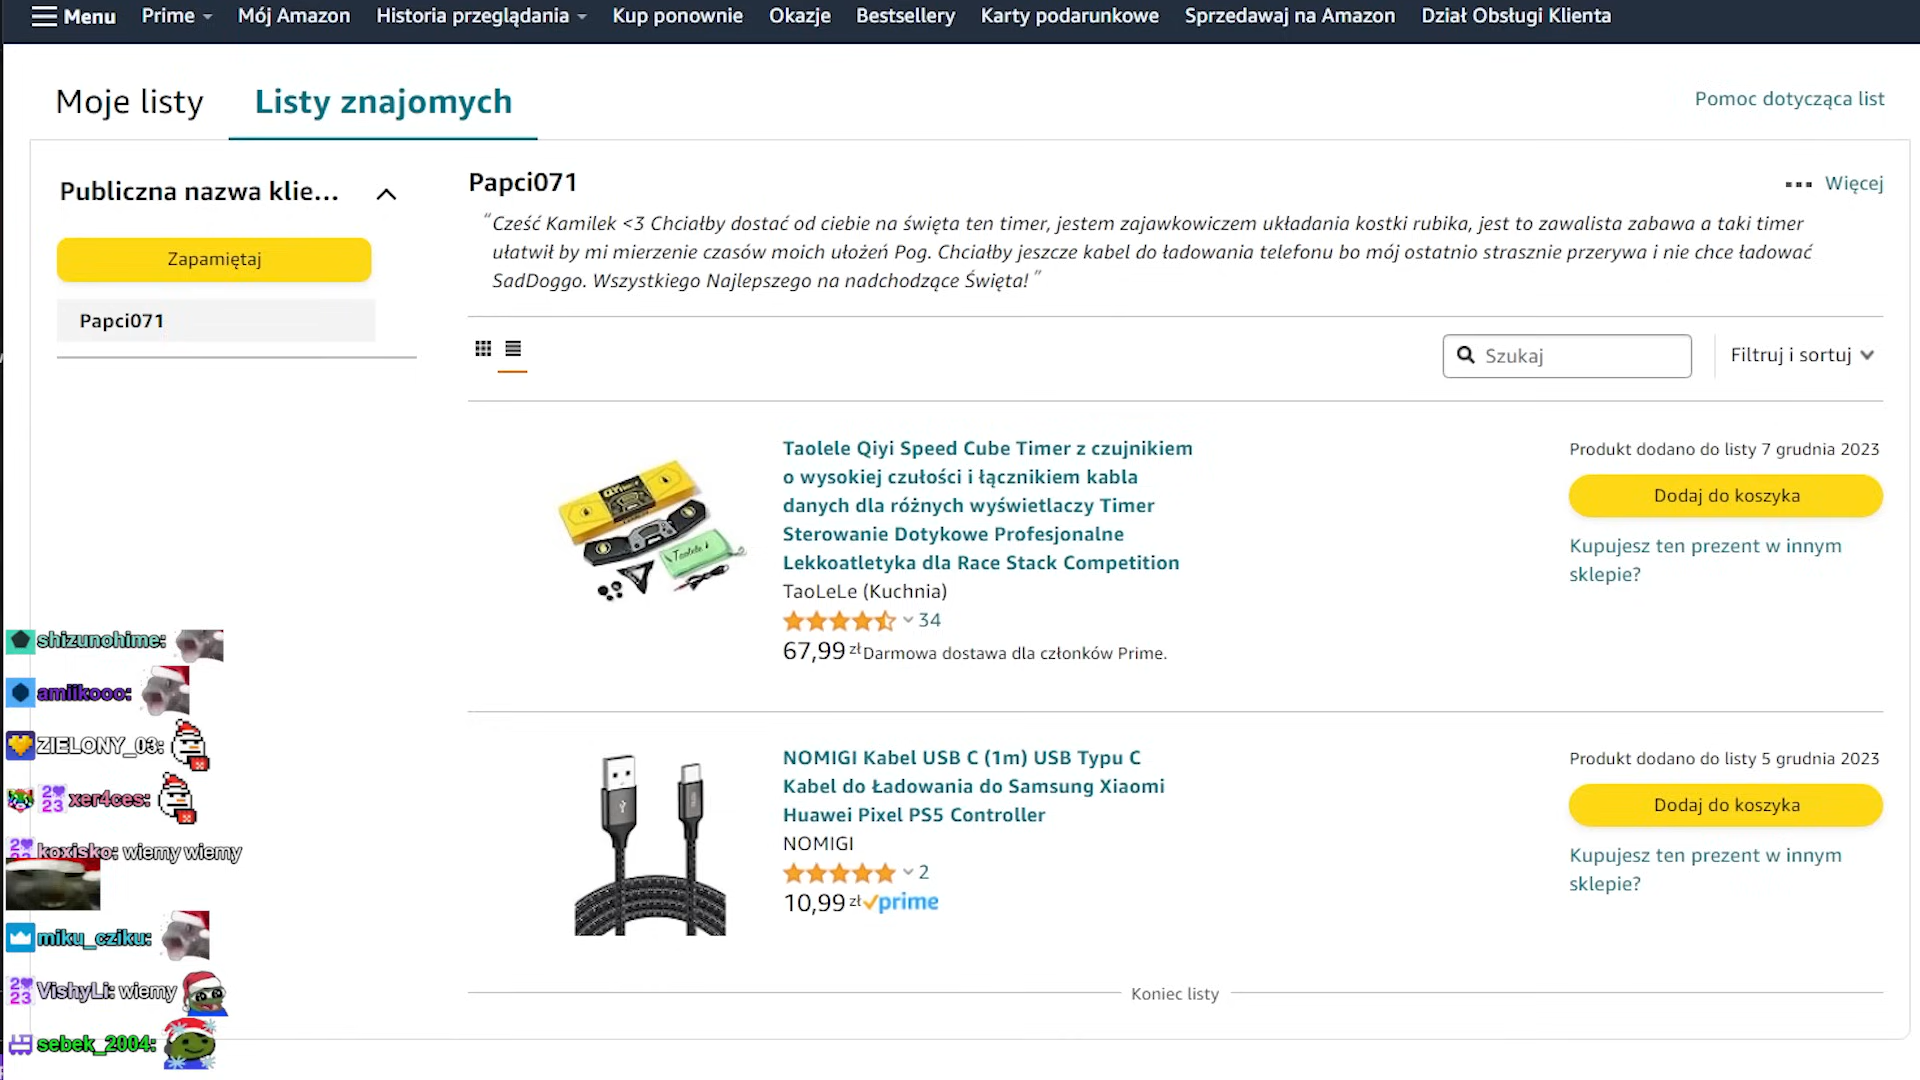 Menu Prime Mój Amazon Historia przeglądania Kup ponownie Okazje Bestsellery Karty podarunkowe Sprzedawaj na Amazon Dział Obsługi Klienta
Moje listy Listy znajomych Pomoc dotycząca list
Publiczna nazwa klie...
Zapamiętaj
Papci071
Papci071
Więcej
"Cześć Kamilek <3 Chciałby dostać od ciebie na święta ten timer, jestem zajawkowiczem układania kostki rubika, jest to zawalista zabawa a taki timer
ułatwił by mi mierzenie czasów moich ułożeń Pog. Chciałby jeszcze kabel do ładowania telefonu bo mój ostatnio strasznie przerywa i nie chce ładować
SadDoggo. Wszystkiego Najlepszego na nadchodzące Święta!"
Szukaj
Filtruj i sortuj
Taolele Qiyi Speed Cube Timer z czujnikiem
o wysokiej czułości i łącznikiem kabla
danych dla różnych wyświetlaczy Timer
Sterowanie Dotykowe Profesjonalne
Lekkoatletyka dla Race Stack Competition
TaoLeLe (Kuchnia)
34
67,99 zł Darmowa dostawa dla członków Prime.
Produkt dodano do listy 7 grudnia 2023
Dodaj do koszyka
Kupujesz ten prezent w innym
sklepie?
Taolele
NOMIGI Kabel USB C (1m) USB Typu C
Kabel do Ładowania do Samsung Xiaomi
Huawei Pixel PS5 Controller
NOMIGI
2
10,99 zł prime
Produkt dodano do listy 5 grudnia 2023
Dodaj do koszyka
Kupujesz ten prezent w innym
sklepie?
Koniec listy
shizunohime:
amiikooo:
ZIELONY_03:
2023 xer4ces:
koxisko: wiemy wiemy
miku_cziku:
2023 VishyLi: wiemy
sebek_2004: